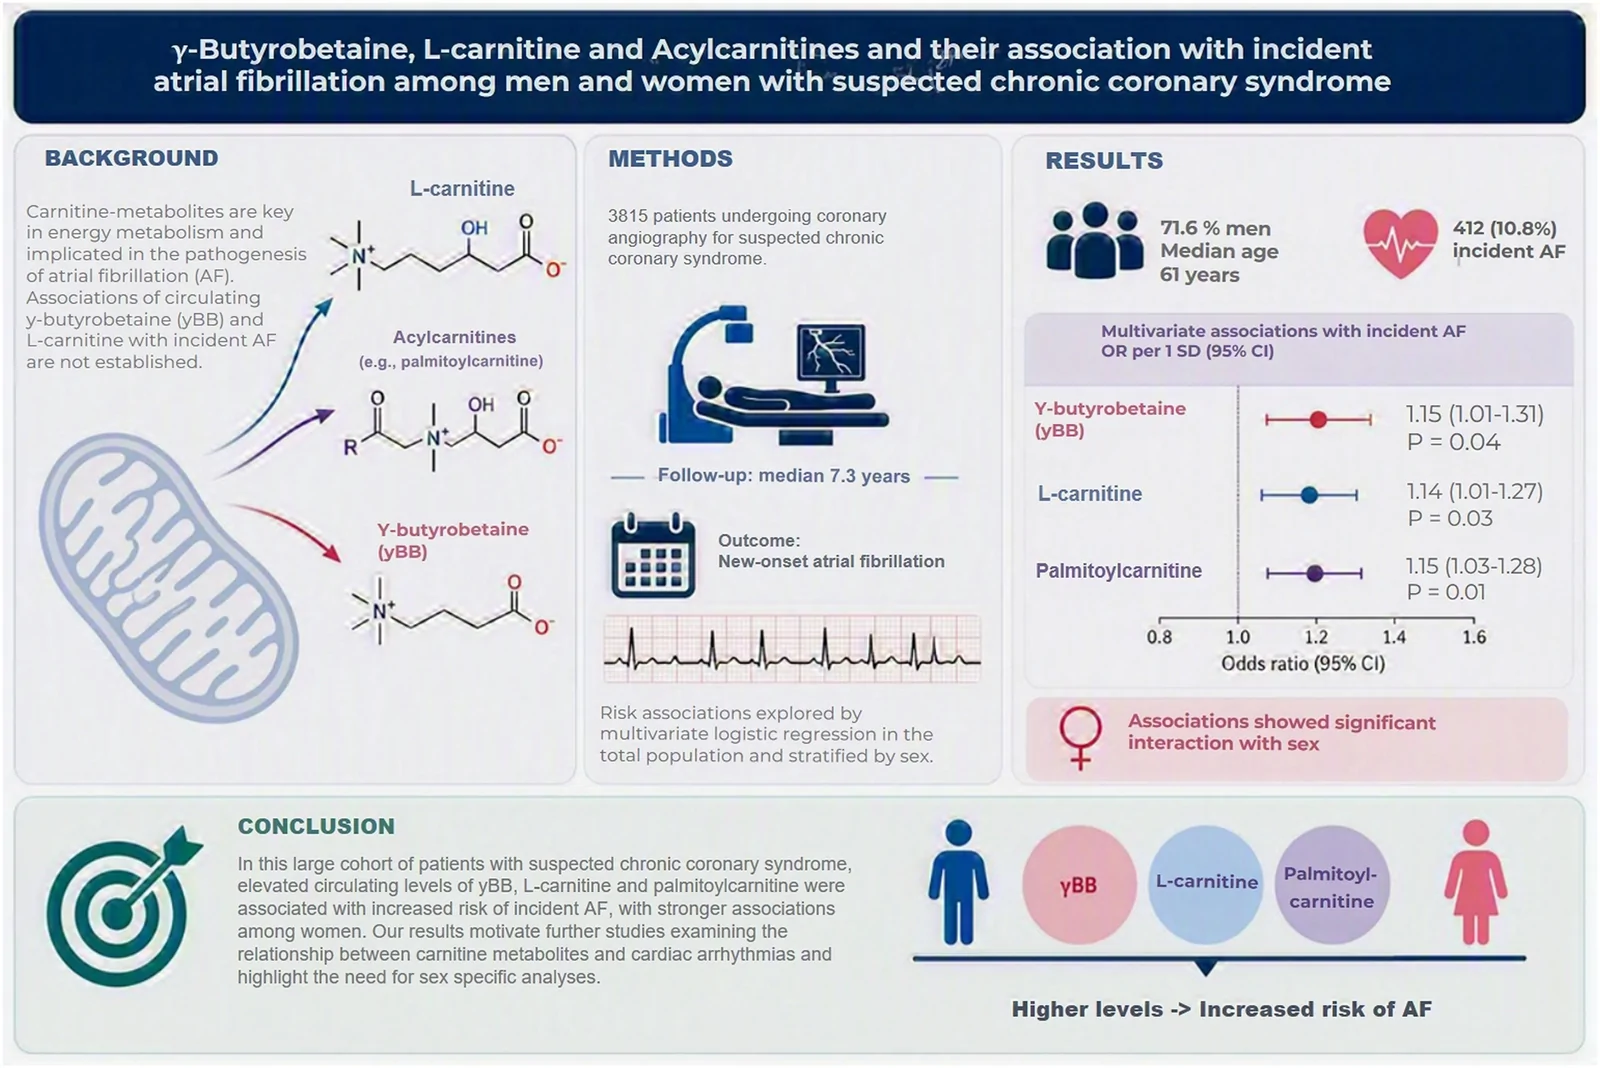 γ-Butyrobetaine, L-carnitine and Acylcarnitines and their association with incident
atrial fibrillation among men and women with suspected chronic coronary syndrome
BACKGROUND
Carnitine-metabolites are key
in energy metabolism and
implicated in the pathogenesis
of atrial fibrillation (AF).
Associations of circulating
y-butyrobetaine (yBB) and
L-carnitine with incident AF
are not established.
L-carnitine
OH
O
N+
O-
Acylcarnitines
(e.g., palmitoylcarnitine)
O
OH
O
R
N+
O-
Y-butyrobetaine
(yBB)
O
N+
O-
METHODS
3815 patients undergoing coronary
angiography for suspected chronic
coronary syndrome.
Follow-up: median 7.3 years
Outcome:
New-onset atrial fibrillation
Risk associations explored by
multivariate logistic regression in the
total population and stratified by sex.
RESULTS
71.6 % men
Median age
61 years
412 (10.8%)
incident AF
Multivariate associations with incident AF
OR per 1 SD (95% CI)
Y-butyrobetaine
(yBB)
1.15 (1.01-1.31)
P = 0.04
L-carnitine
1.14 (1.01-1.27)
P = 0.03
Palmitoylcarnitine
1.15 (1.03-1.28)
P = 0.01
0.8 1.0 1.2 1.4 1.6
Odds ratio (95% CI)
Associations showed significant
interaction with sex
CONCLUSION
In this large cohort of patients with suspected chronic coronary syndrome,
elevated circulating levels of yBB, L-carnitine and palmitoylcarnitine were
associated with increased risk of incident AF, with stronger associations
among women. Our results motivate further studies examining the
relationship between carnitine metabolites and cardiac arrhythmias and
highlight the need for sex specific analyses.
γBB
L-carnitine
Palmitoyl-
carnitine
Higher levels -> Increased risk of AF